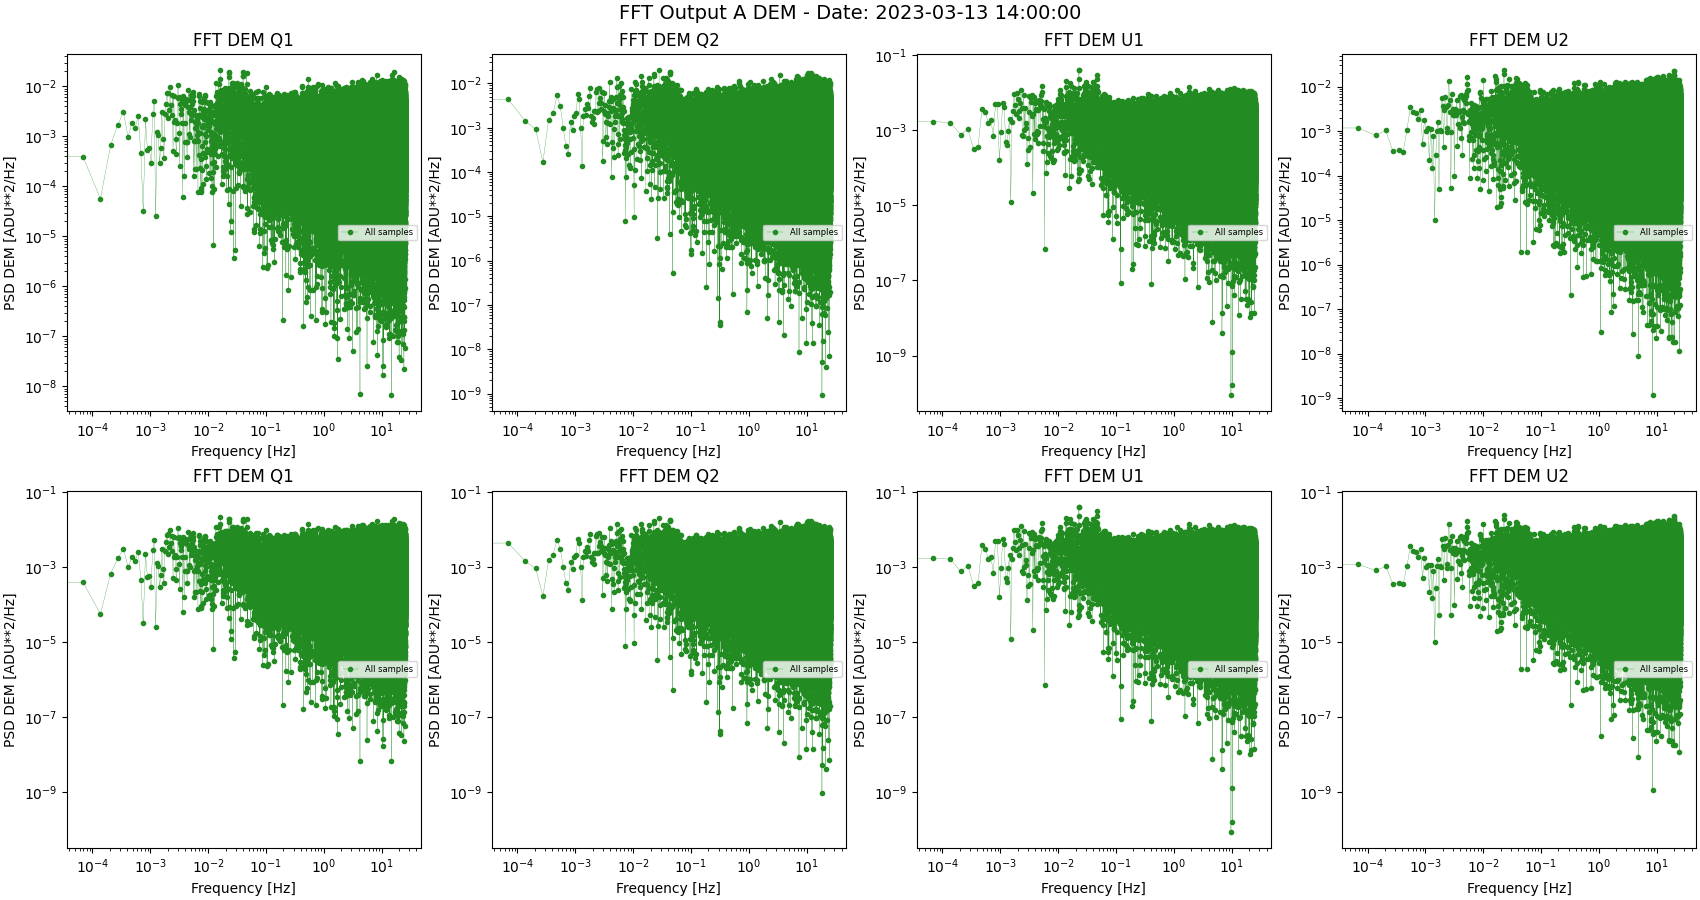 FFT Output A DEM - Date: 2023-03-13 14:00:00
FFT DEM Q1
PSD DEM [ADU**2/Hz]
10⁻²
10⁻³
10⁻⁴
10⁻⁵
10⁻⁶
10⁻⁷
10⁻⁸
All samples
10⁻⁴ 10⁻³ 10⁻² 10⁻¹ 10⁰ 10¹
Frequency [Hz]
FFT DEM Q2
PSD DEM [ADU**2/Hz]
10⁻²
10⁻³
10⁻⁴
10⁻⁵
10⁻⁶
10⁻⁷
10⁻⁸
10⁻⁹
All samples
10⁻⁴ 10⁻³ 10⁻² 10⁻¹ 10⁰ 10¹
Frequency [Hz]
FFT DEM U1
PSD DEM [ADU**2/Hz]
10⁻¹
10⁻³
10⁻⁵
10⁻⁷
10⁻⁹
All samples
10⁻⁴ 10⁻³ 10⁻² 10⁻¹ 10⁰ 10¹
Frequency [Hz]
FFT DEM U2
PSD DEM [ADU**2/Hz]
10⁻²
10⁻³
10⁻⁴
10⁻⁵
10⁻⁶
10⁻⁷
10⁻⁸
10⁻⁹
All samples
10⁻⁴ 10⁻³ 10⁻² 10⁻¹ 10⁰ 10¹
Frequency [Hz]
FFT DEM Q1
PSD DEM [ADU**2/Hz]
10⁻¹
10⁻³
10⁻⁵
10⁻⁷
10⁻⁹
All samples
10⁻⁴ 10⁻³ 10⁻² 10⁻¹ 10⁰ 10¹
Frequency [Hz]
FFT DEM Q2
PSD DEM [ADU**2/Hz]
10⁻¹
10⁻³
10⁻⁵
10⁻⁷
10⁻⁹
All samples
10⁻⁴ 10⁻³ 10⁻² 10⁻¹ 10⁰ 10¹
Frequency [Hz]
FFT DEM U1
PSD DEM [ADU**2/Hz]
10⁻¹
10⁻³
10⁻⁵
10⁻⁷
10⁻⁹
All samples
10⁻⁴ 10⁻³ 10⁻² 10⁻¹ 10⁰ 10¹
Frequency [Hz]
FFT DEM U2
PSD DEM [ADU**2/Hz]
10⁻¹
10⁻³
10⁻⁵
10⁻⁷
10⁻⁹
All samples
10⁻⁴ 10⁻³ 10⁻² 10⁻¹ 10⁰ 10¹
Frequency [Hz]